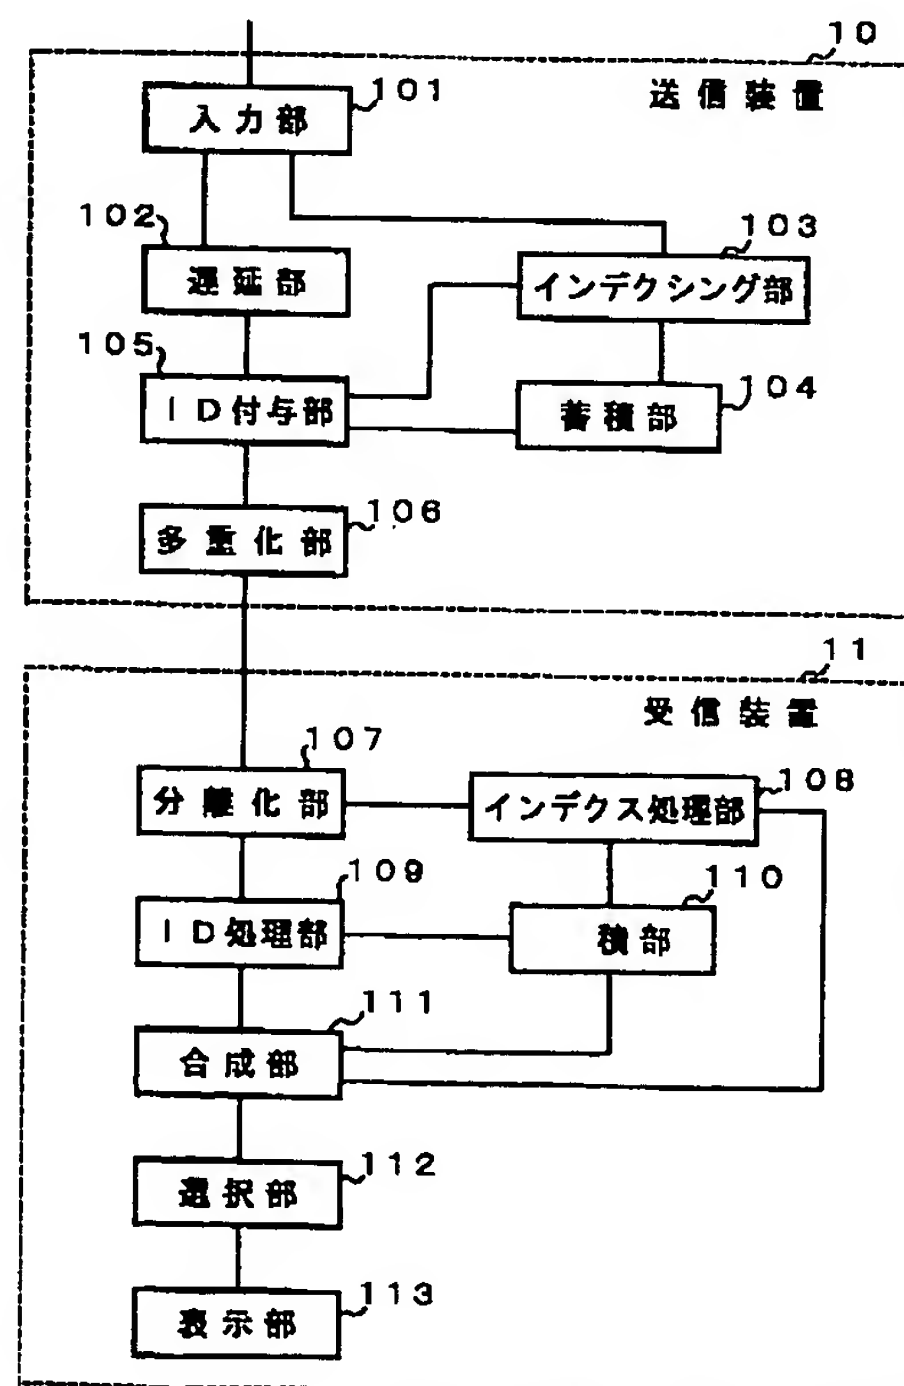 10
送信装置
101
入力部
102
遅延部
103
インデクシング部
105
ID付与部
104
蓄積部
106
多重化部
11
受信装置
107
分離化部
108
インデクス処理部
109
ID処理部
110
積部
111
合成部
112
選択部
113
表示部